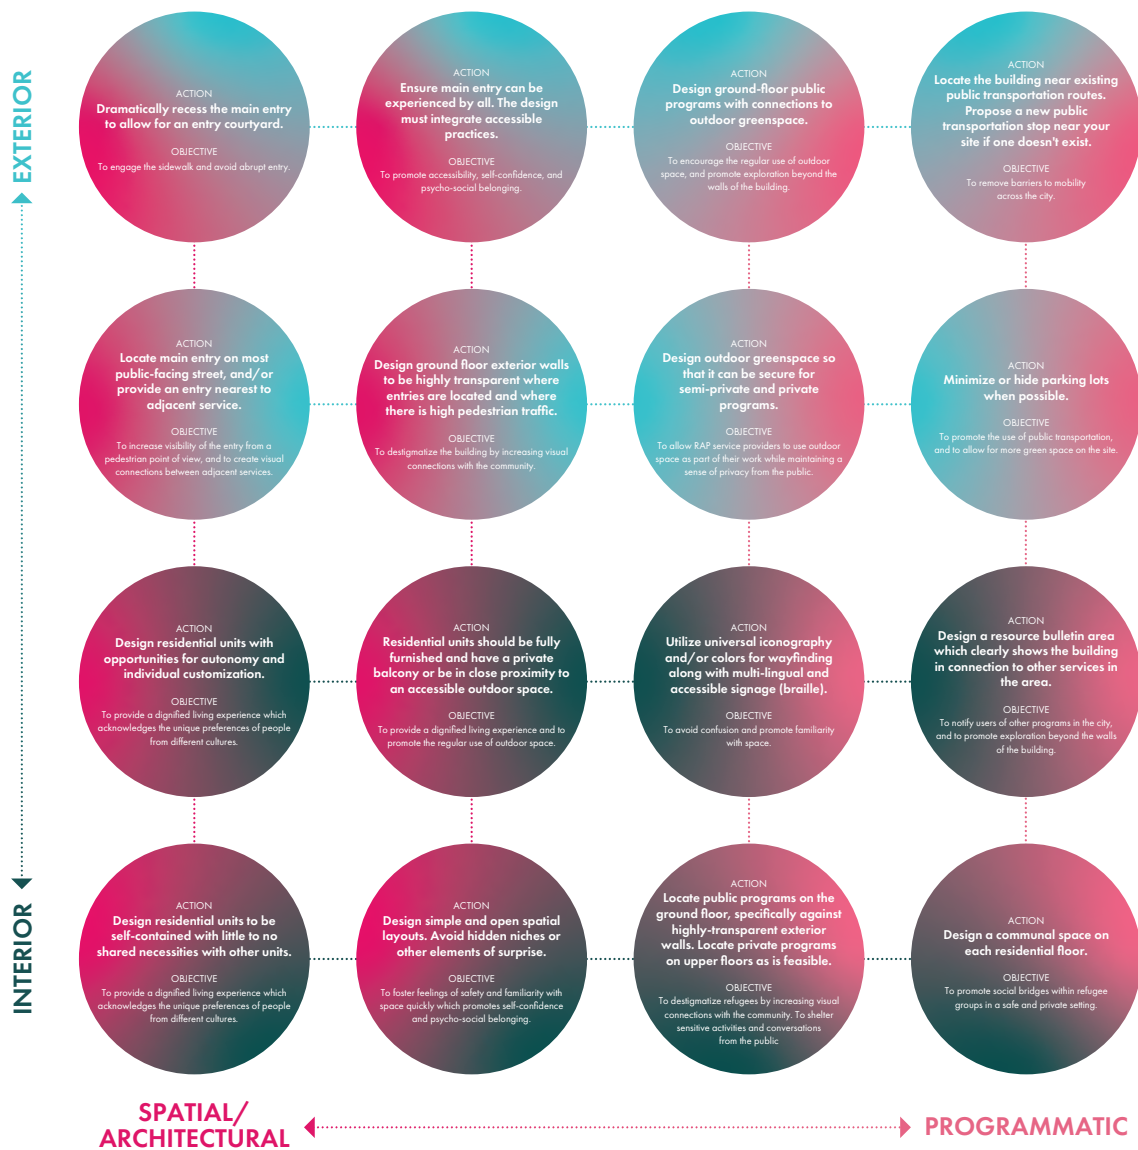 EXTERIOR
ACTION
Dramatically recess the main entry
to allow for an entry courtyard.
OBJECTIVE
To engage the sidewalk and avoid abrupt entry.
ACTION
Ensure main entry can be
experienced by all. The design
must integrate accessible
practices.
OBJECTIVE
To promote accessibility, self-confidence, and
psycho-social belonging.
ACTION
Design ground-floor public
programs with connections to
outdoor greenspace.
OBJECTIVE
To encourage the regular use of outdoor
space, and promote exploration beyond the
walls of the building.
ACTION
Locate the building near existing
public transportation routes.
Propose a new public
transportation stop near your
site if one doesn't exist.
OBJECTIVE
To remove barriers to mobility
across the city.
ACTION
Locate main entry on most
public-facing street, and/or
provide an entry nearest to
adjacent service.
OBJECTIVE
To increase visibility of the entry from a
pedestrian point of view, and to create visual
connections between adjacent services.
ACTION
Design ground floor exterior walls
to be highly transparent where
entries are located and where
there is high pedestrian traffic.
OBJECTIVE
To destigmatize the building by increasing visual
connections with the community.
ACTION
Design outdoor greenspace so
that it can be secure for
semi-private and private
programs.
OBJECTIVE
To allow RAP service providers to use outdoor
space as part of their work while maintaining a
sense of privacy from the public.
ACTION
Minimize or hide parking lots
when possible.
OBJECTIVE
To promote the use of public transportation,
and to allow for more green space on the site.
ACTION
Design residential units with
opportunities for autonomy and
individual customization.
OBJECTIVE
To provide a dignified living experience which
acknowledges the unique preferences of people
from different cultures.
ACTION
Residential units should be fully
furnished and have a private
balcony or be in close proximity to
an accessible outdoor space.
OBJECTIVE
To provide a dignified living experience and to
promote the regular use of outdoor space.
ACTION
Utilize universal iconography
and/or colors for wayfinding
along with multi-lingual and
accessible signage (braille).
OBJECTIVE
To avoid confusion and promote familiarity
with space.
ACTION
Design a resource bulletin area
which clearly shows the building
in connection to other services in
the area.
OBJECTIVE
To notify users of other programs in the city,
and to promote exploration beyond the walls
of the building.
INTERIOR
ACTION
Design residential units to be
self-contained with little to no
shared necessities with other units.
OBJECTIVE
To provide a dignified living experience which
acknowledges the unique preferences of people
from different cultures.
ACTION
Design simple and open spatial
layouts. Avoid hidden niches or
other elements of surprise.
OBJECTIVE
To foster feelings of safety and familiarity with
space quickly which promotes self-confidence
and psycho-social belonging.
ACTION
Locate public programs on the
ground floor, specifically against
highly-transparent exterior
walls. Locate private programs
on upper floors as is feasible.
OBJECTIVE
To destigmatize refugees by increasing visual
connections with the community. To shelter
sensitive activities and conversations
from the public
ACTION
Design a communal space on
each residential floor.
OBJECTIVE
To promote social bridges within refugee
groups in a safe and private setting.
SPATIAL/
ARCHITECTURAL
PROGRAMMATIC